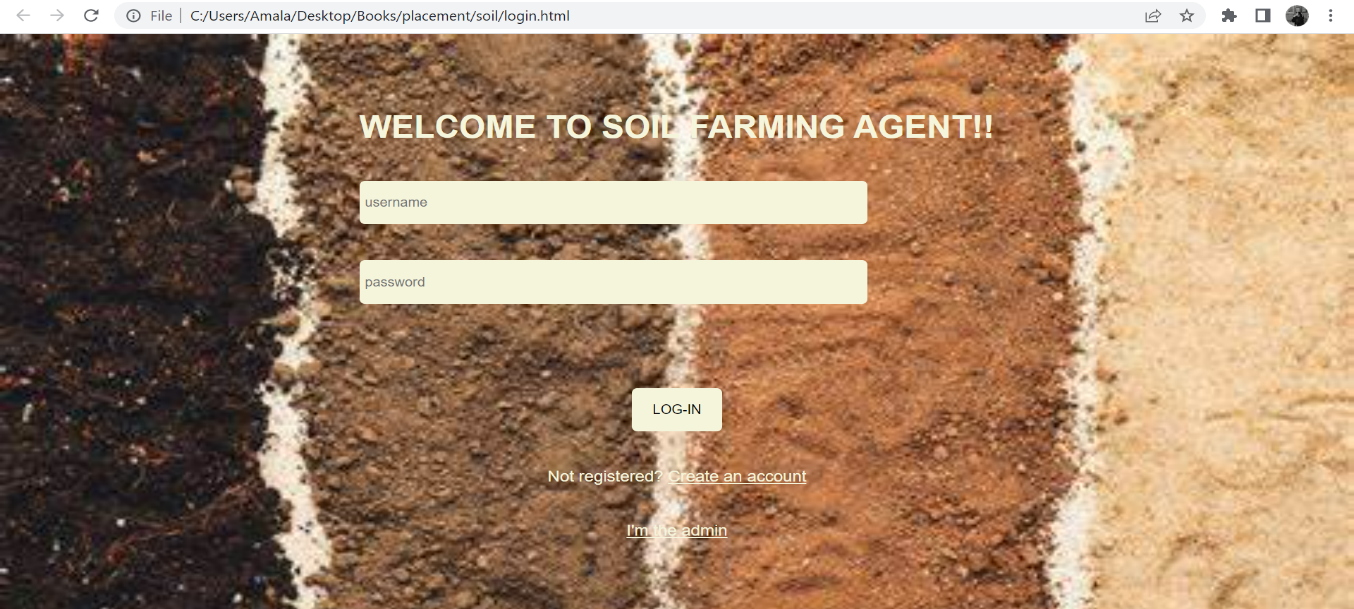 File | C:/Users/Amala/Desktop/Books/placement/soil/login.html
WELCOME TO SOIL FARMING AGENT!!
username
password
LOG-IN
Not registered? Create an account
I'm the admin